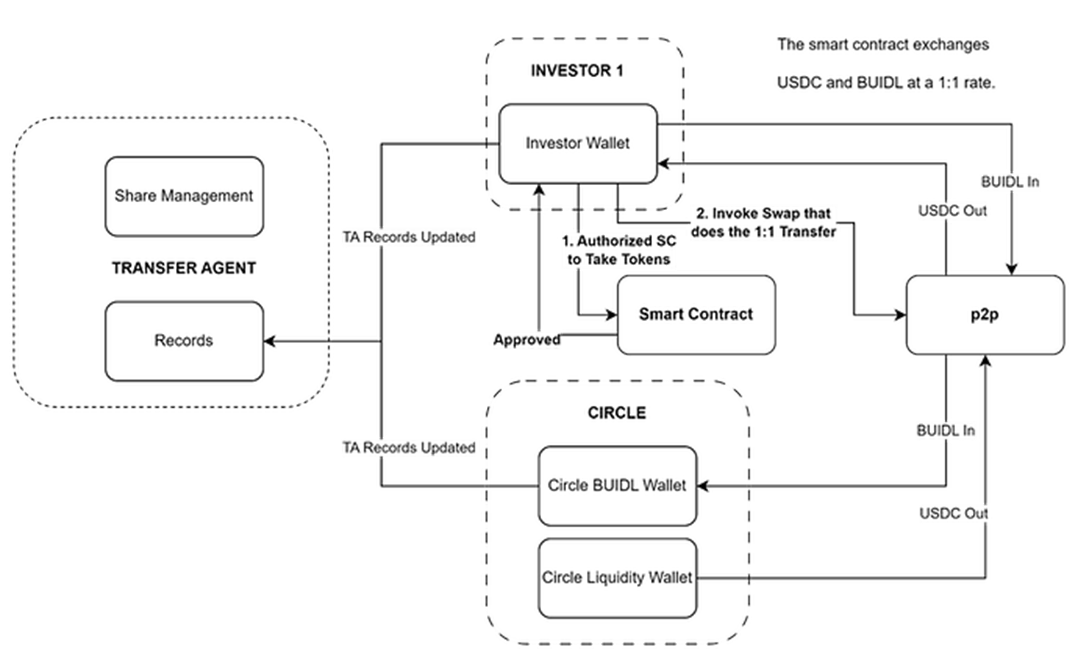 The smart contract exchanges
USDC and BUIDL at a 1:1 rate.
INVESTOR 1
Investor Wallet
Share Management
TRANSFER AGENT
Records
TA Records Updated
BUIDL In
USDC Out
2. Invoke Swap that
does the 1:1 Transfer
1. Authorized SC
to Take Tokens
Smart Contract
p2p
Approved
CIRCLE
BUIDL In
TA Records Updated
Circle BUIDL Wallet
USDC Out
Circle Liquidity Wallet